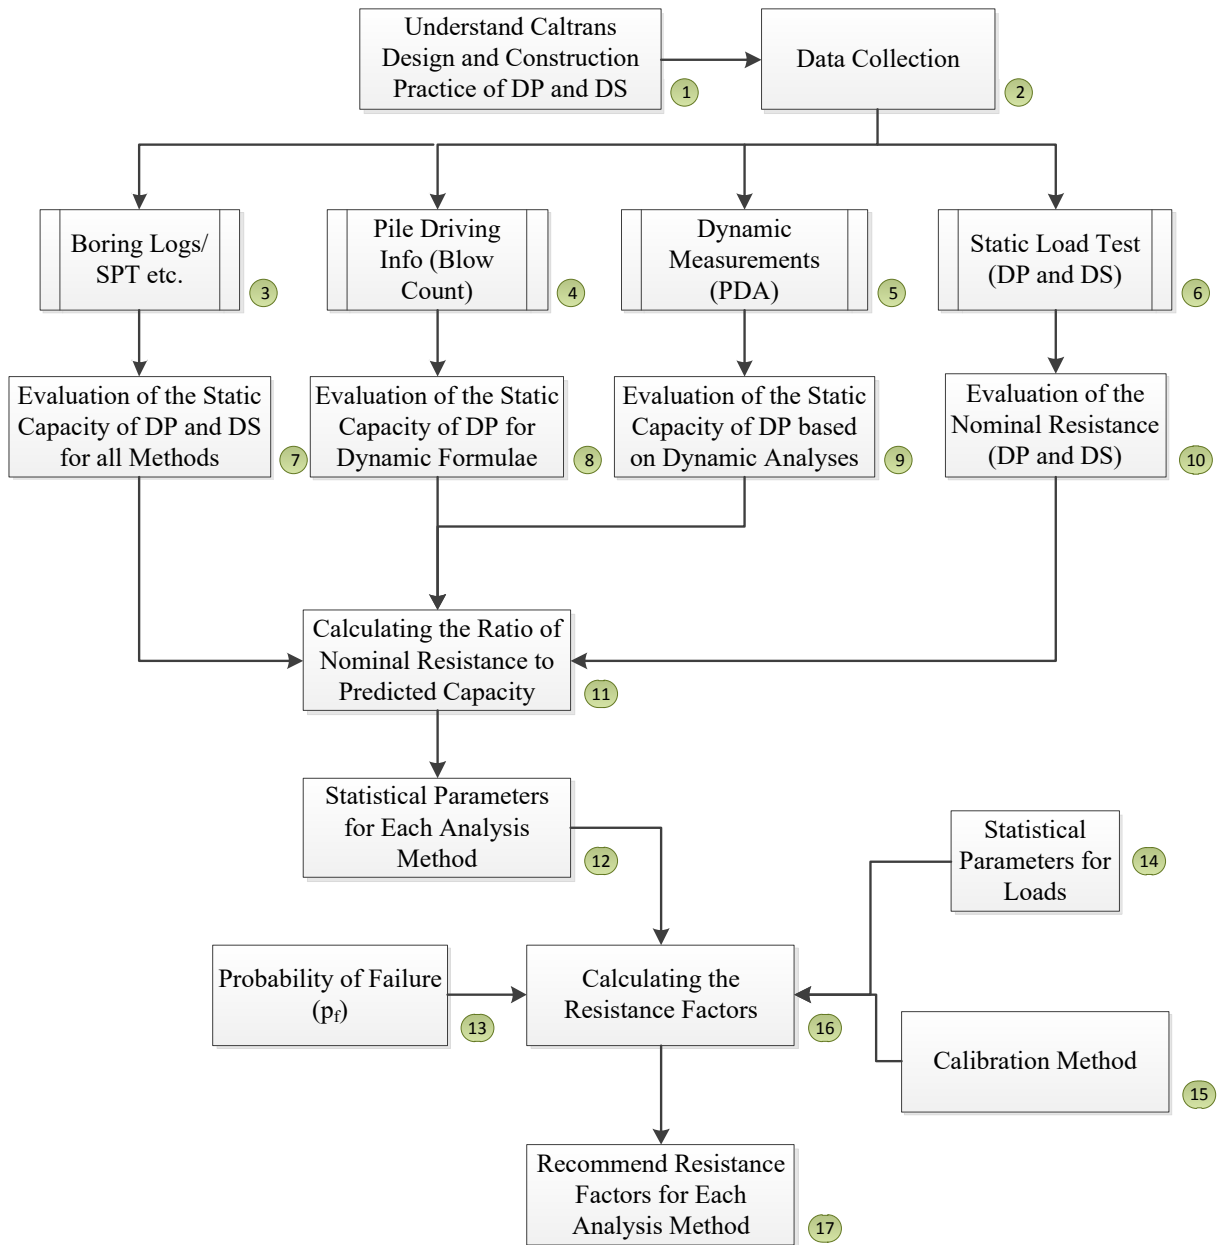 Understand Caltrans
Design and Construction
Practice of DP and DS
1
Data Collection
2
Boring Logs/
SPT etc.
3
Pile Driving
Info (Blow
Count)
4
Dynamic
Measurements
(PDA)
5
Static Load Test
(DP and DS)
6
Evaluation of the Static
Capacity of DP and DS
for all Methods
7
Evaluation of the Static
Capacity of DP for
Dynamic Formulae
8
Evaluation of the Static
Capacity of DP based
on Dynamic Analyses
9
Evaluation of the
Nominal Resistance
(DP and DS)
10
Calculating the Ratio of
Nominal Resistance to
Predicted Capacity
11
Statistical Parameters
for Each Analysis
Method
12
Statistical
Parameters for
Loads
14
Probability of Failure
(pf)
13
Calculating the
Resistance Factors
16
Calibration Method
15
Recommend Resistance
Factors for Each
Analysis Method
17